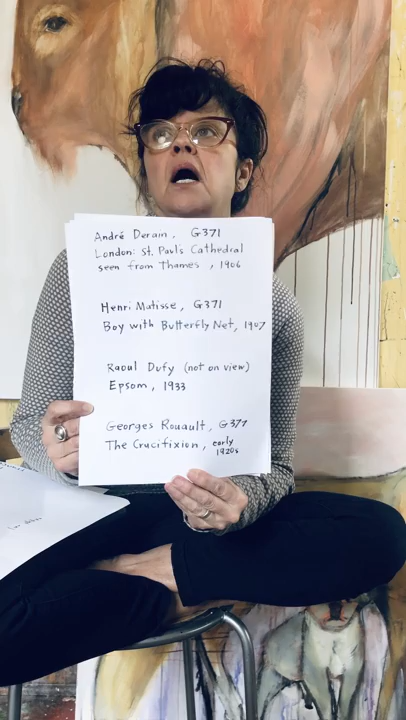 André Derain, G371
London: St. Paul's Cathedral
seen from Thames, 1906
Henri Matisse, G371
Boy with Butterfly Net, 1907
Raoul Dufy (not on view)
Epsom, 1933
Georges Rouault, G377
The Crucifixion, early
1920s